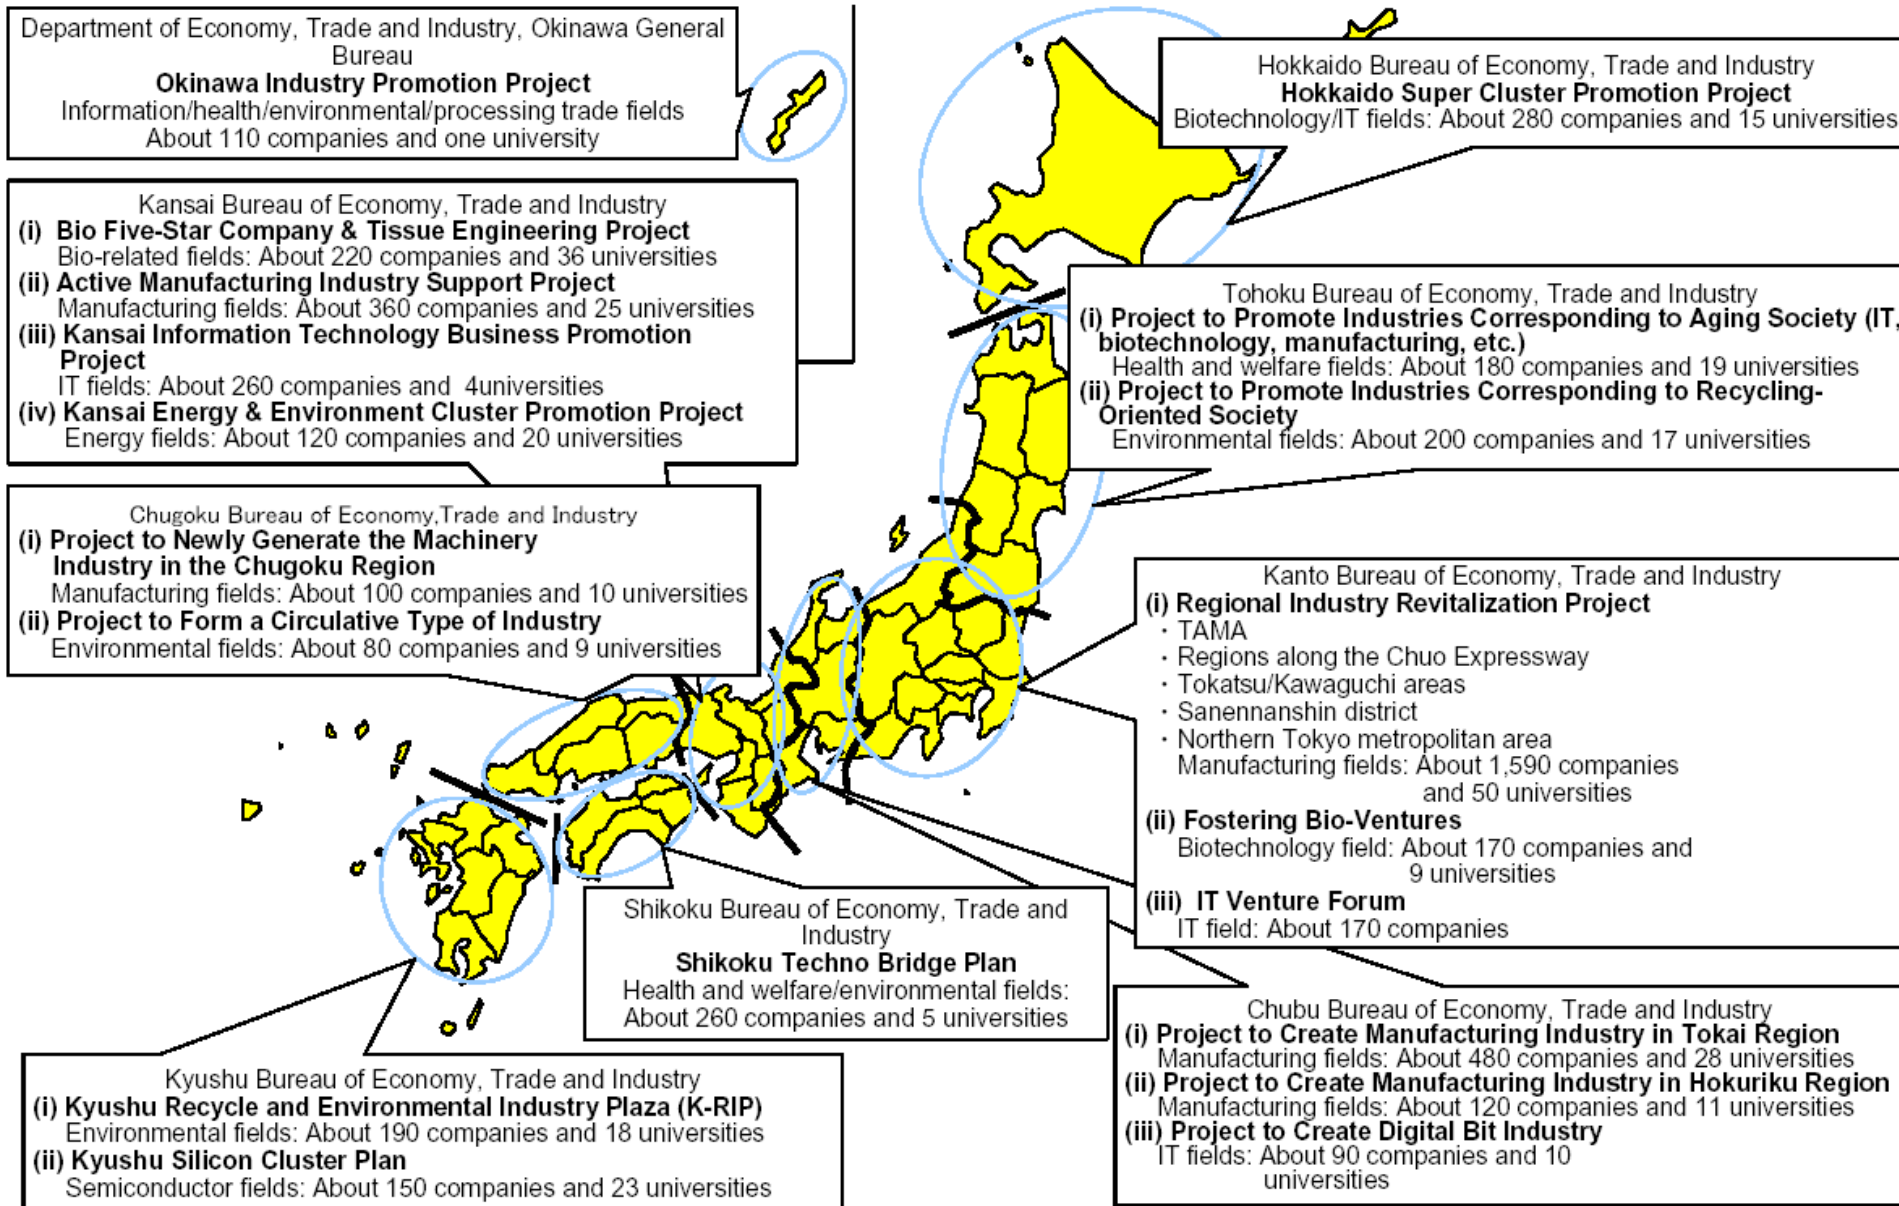 Department of Economy, Trade and Industry, Okinawa General
Bureau
Okinawa Industry Promotion Project
Information/health/environmental/processing trade fields
About 110 companies and one university
Hokkaido Bureau of Economy, Trade and Industry
Hokkaido Super Cluster Promotion Project
Biotechnology/IT fields: About 280 companies and 15 universities
Kansai Bureau of Economy, Trade and Industry
(i) Bio Five-Star Company & Tissue Engineering Project
Bio-related fields: About 220 companies and 36 universities
(ii) Active Manufacturing Industry Support Project
Manufacturing fields: About 360 companies and 25 universities
(iii) Kansai Information Technology Business Promotion
Project
IT fields: About 260 companies and 4universities
(iv) Kansai Energy & Environment Cluster Promotion Project
Energy fields: About 120 companies and 20 universities
Tohoku Bureau of Economy, Trade and Industry
(i) Project to Promote Industries Corresponding to Aging Society (IT,
biotechnology, manufacturing, etc.)
Health and welfare fields: About 180 companies and 19 universities
(ii) Project to Promote Industries Corresponding to Recycling-
Oriented Society
Environmental fields: About 200 companies and 17 universities
Chugoku Bureau of Economy,Trade and Industry
(i) Project to Newly Generate the Machinery
Industry in the Chugoku Region
Manufacturing fields: About 100 companies and 10 universities
(ii) Project to Form a Circulative Type of Industry
Environmental fields: About 80 companies and 9 universities
Kanto Bureau of Economy, Trade and Industry
(i) Regional Industry Revitalization Project
・TAMA
・Regions along the Chuo Expressway
・Tokatsu/Kawaguchi areas
・Sanennanshin district
・Northern Tokyo metropolitan area
Manufacturing fields: About 1,590 companies
and 50 universities
(ii) Fostering Bio-Ventures
Biotechnology field: About 170 companies and
9 universities
(iii) IT Venture Forum
IT field: About 170 companies
Shikoku Bureau of Economy, Trade and
Industry
Shikoku Techno Bridge Plan
Health and welfare/environmental fields:
About 260 companies and 5 universities
Chubu Bureau of Economy, Trade and Industry
(i) Project to Create Manufacturing Industry in Tokai Region
Manufacturing fields: About 480 companies and 28 universities
(ii) Project to Create Manufacturing Industry in Hokuriku Region
Manufacturing fields: About 120 companies and 11 universities
(iii) Project to Create Digital Bit Industry
IT fields: About 90 companies and 10
universities
Kyushu Bureau of Economy, Trade and Industry
(i) Kyushu Recycle and Environmental Industry Plaza (K-RIP)
Environmental fields: About 190 companies and 18 universities
(ii) Kyushu Silicon Cluster Plan
Semiconductor fields: About 150 companies and 23 universities